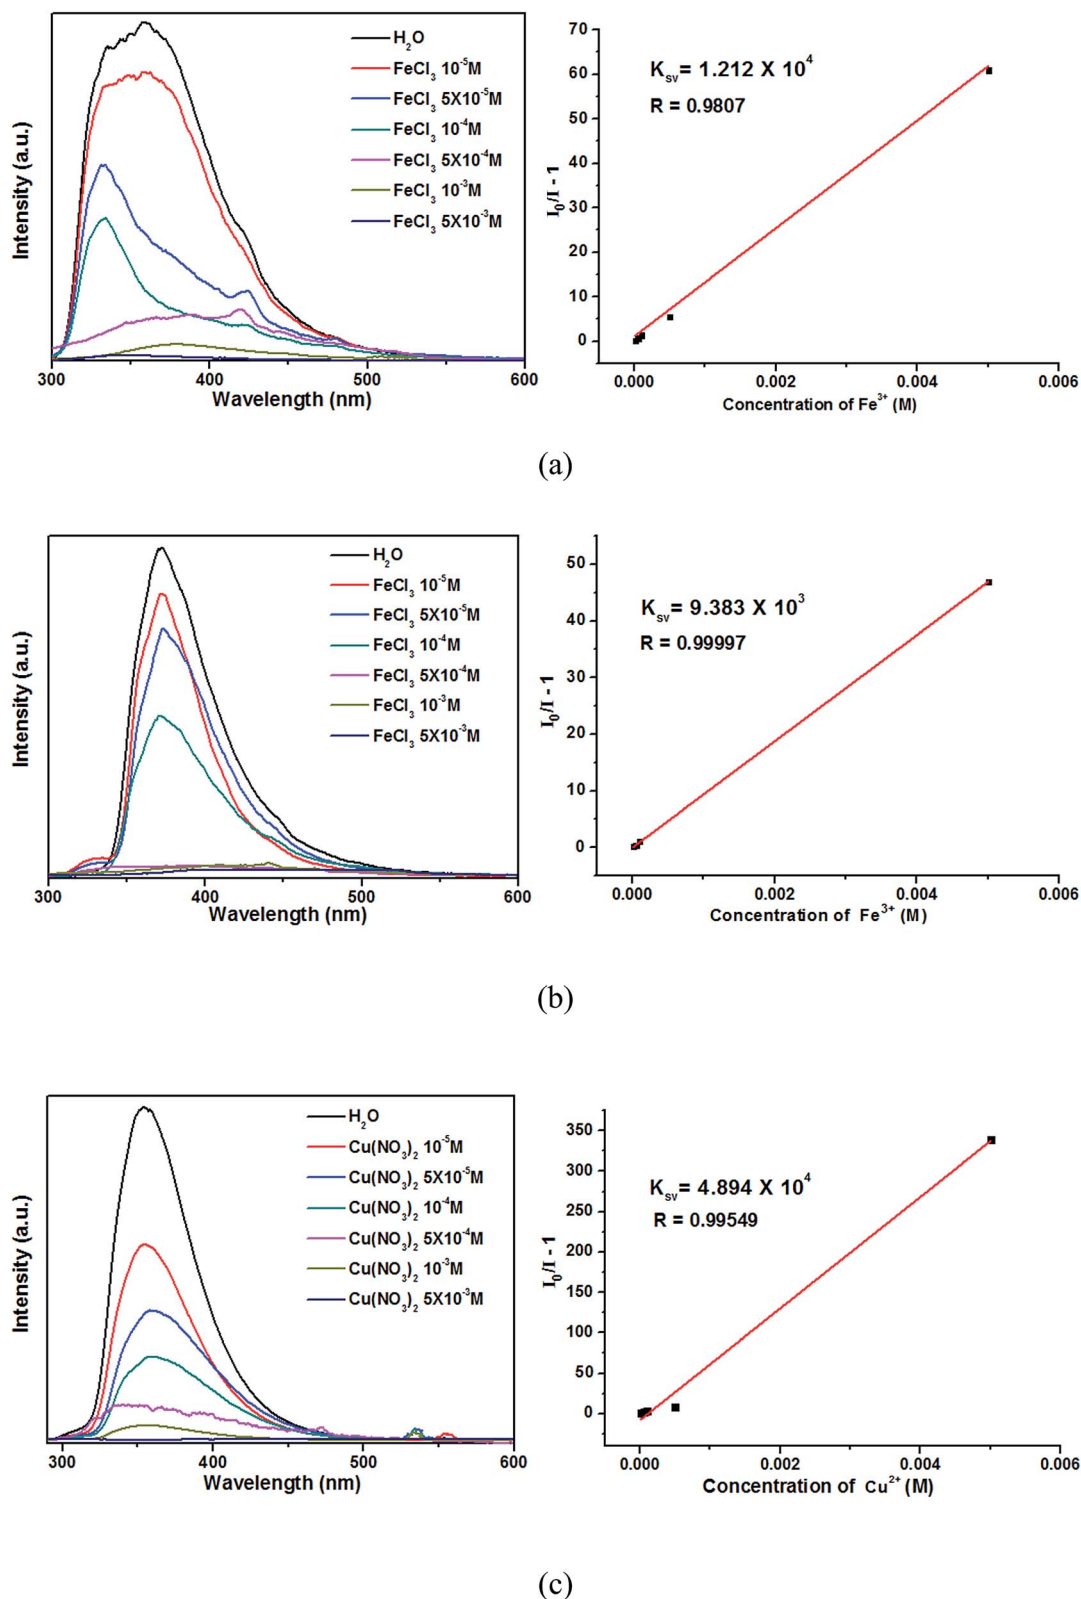 H₂O
FeCl₃ 10⁻⁵M
FeCl₃ 5X10⁻⁵M
FeCl₃ 10⁻⁴M
FeCl₃ 5X10⁻⁴M
FeCl₃ 10⁻³M
FeCl₃ 5X10⁻³M
Intensity (a.u.)
300 400 500 600
Wavelength (nm)
Kₛᵥ= 1.212 X 10⁴
R = 0.9807
I₀/I - 1
70
60
50
40
30
20
10
0
0.000 0.002 0.004 0.006
Concentration of Fe³⁺ (M)
(a)
H₂O
FeCl₃ 10⁻⁵M
FeCl₃ 5X10⁻⁵M
FeCl₃ 10⁻⁴M
FeCl₃ 5X10⁻⁴M
FeCl₃ 10⁻³M
FeCl₃ 5X10⁻³M
Intensity (a.u.)
300 400 500 600
Wavelength (nm)
Kₛᵥ= 9.383 X 10³
R = 0.99997
I₀/I - 1
50
40
30
20
10
0
0.000 0.002 0.004 0.006
Concentration of Fe³⁺ (M)
(b)
H₂O
Cu(NO₃)₂ 10⁻⁵M
Cu(NO₃)₂ 5X10⁻⁵M
Cu(NO₃)₂ 10⁻⁴M
Cu(NO₃)₂ 5X10⁻⁴M
Cu(NO₃)₂ 10⁻³M
Cu(NO₃)₂ 5X10⁻³M
Intensity (a.u.)
300 400 500 600
Wavelength (nm)
Kₛᵥ= 4.894 X 10⁴
R = 0.99549
I₀/I - 1
350
300
250
200
150
100
50
0
0.000 0.002 0.004 0.006
Concentration of Cu²⁺ (M)
(c)